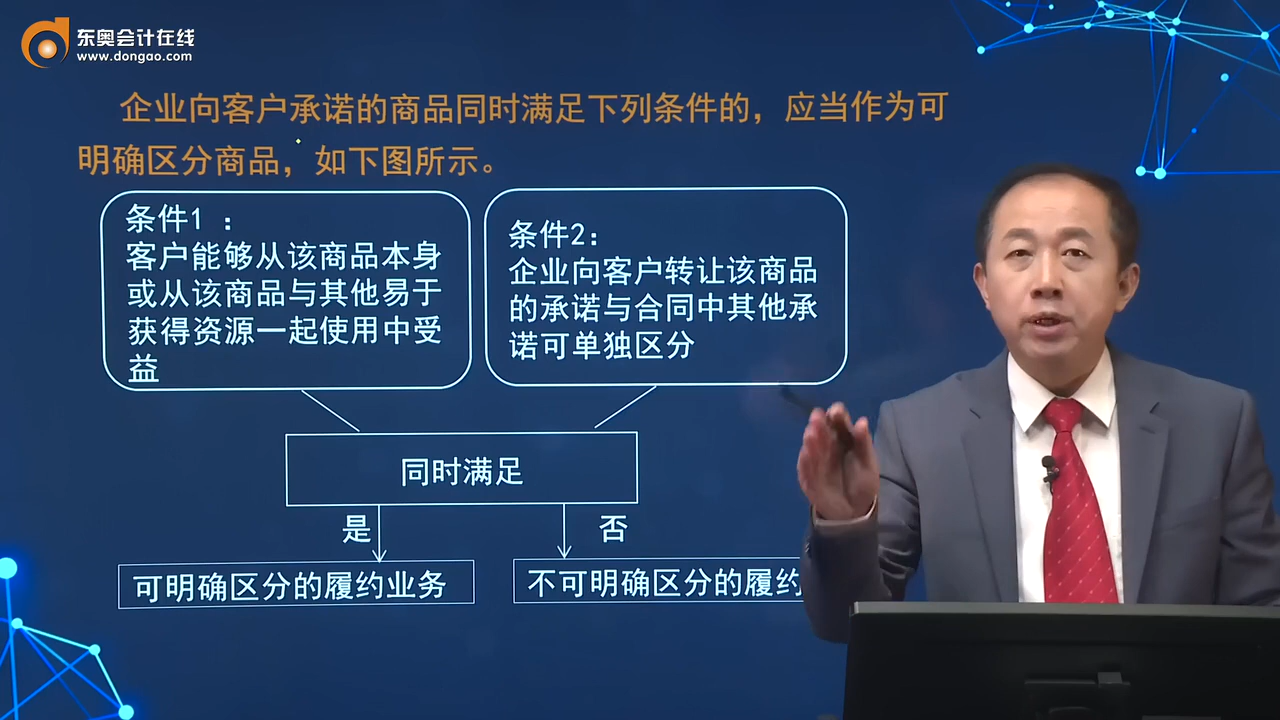 东奥会计在线
www.dongao.com
企业向客户承诺的商品同时满足下列条件的，应当作为可
明确区分商品，如下图所示。
条件1：
客户能够从该商品本身
或从该商品与其他易于
获得资源一起使用中受
益
条件2：
企业向客户转让该商品
的承诺与合同中其他承
诺可单独区分
同时满足
是
否
可明确区分的履约业务
不可明确区分的履约